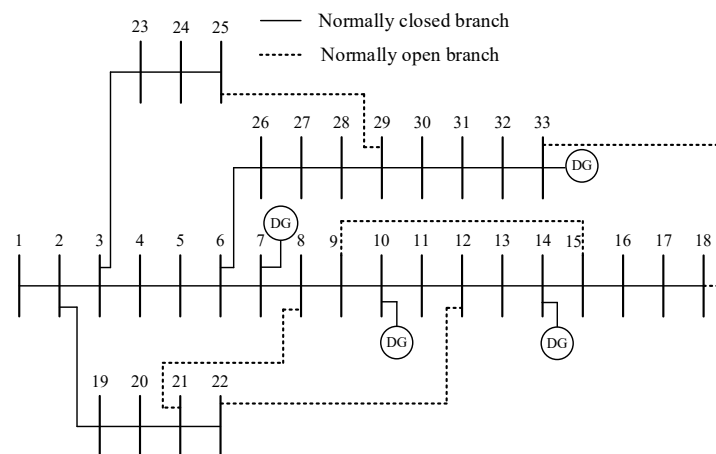 23 24 25
Normally closed branch
Normally open branch
26 27 28 29 30 31 32 33
DG
DG
1 2 3 4 5 6 7 8 9 10 11 12 13 14 15 16 17 18
DG
DG
19 20 21 22